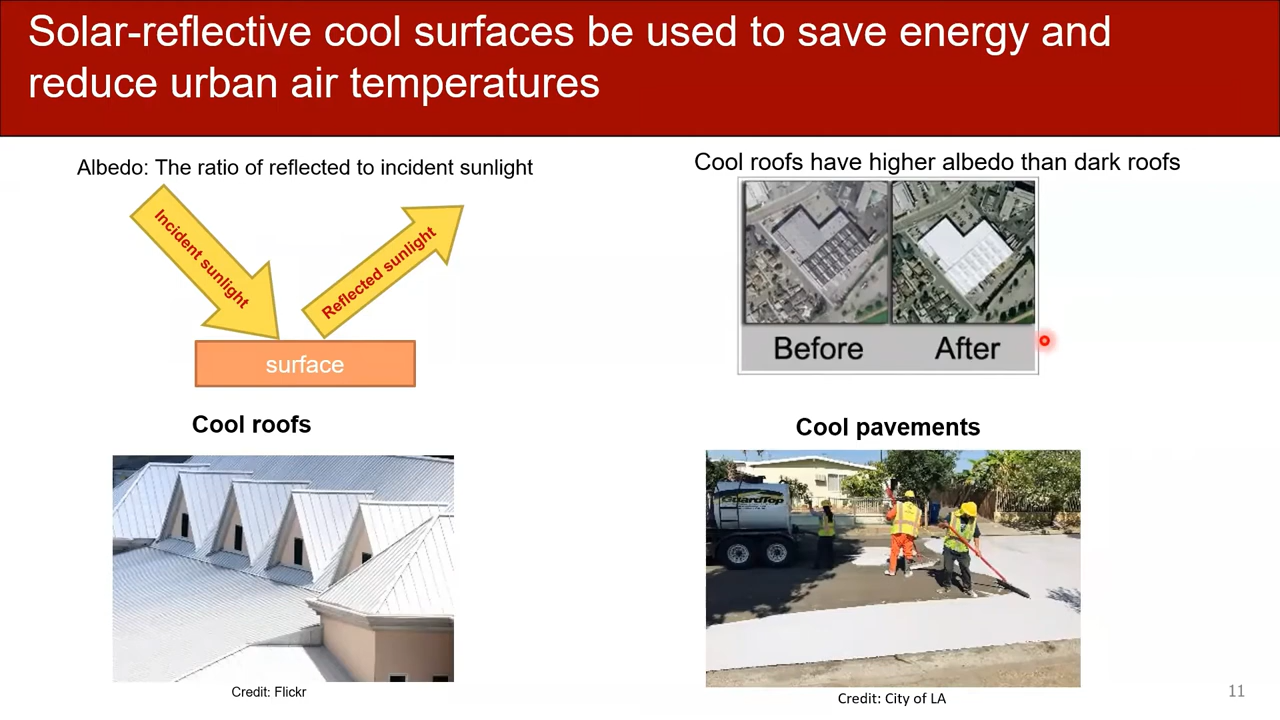 Solar-reflective cool surfaces be used to save energy and
reduce urban air temperatures
Albedo: The ratio of reflected to incident sunlight
Incident sunlight
Reflected sunlight
surface
Cool roofs have higher albedo than dark roofs
Before
After
Cool roofs
Credit: Flickr
Cool pavements
GuardTop
Credit: City of LA
11